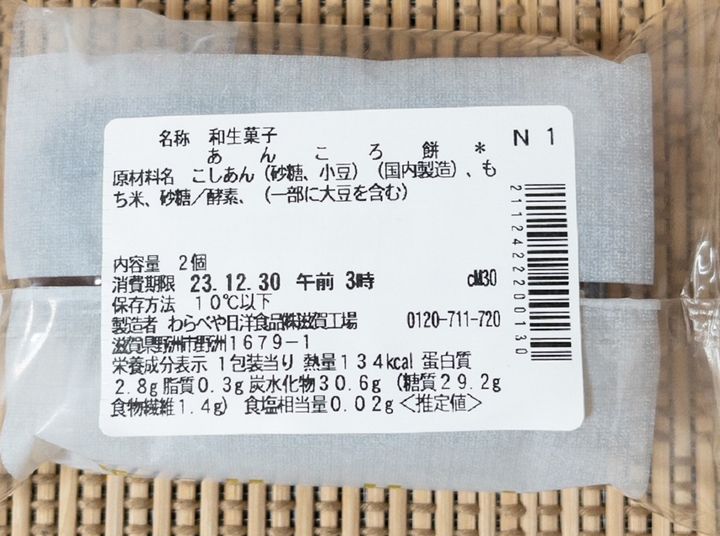 名称 和生菓子
あんころ餅* N1
原材料名 こしあん(砂糖、小豆)(国内製造)、も
ち米、砂糖/酵素、(一部に大豆を含む)
内容量 2個
消費期限 23.12.30 午前 3時 cM30
保存方法 10℃以下
製造者 わらべや日洋食品㈱滋賀工場 0120-711-720
滋賀県野洲市野洲1679-1
栄養成分表示 1包装当り 熱量134kcal 蛋白質
2.8g 脂質0.3g 炭水化物30.6g (糖質29.2g
食物繊維1.4g) 食塩相当量0.02g<推定値>
2112422200130